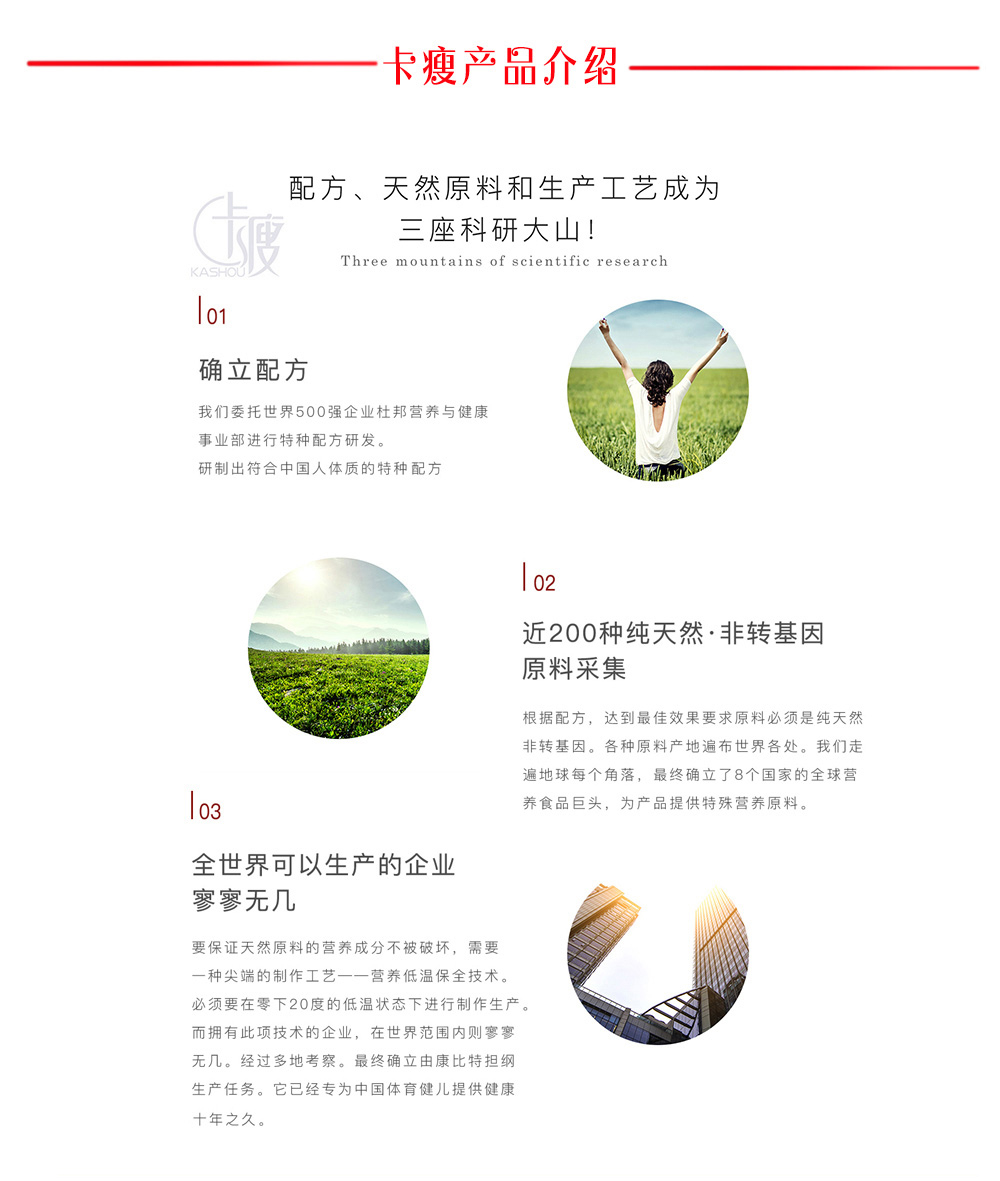 卡瘦产品介绍
配方、天然原料和生产工艺成为
三座科研大山!
Three mountains of scientific research
卡瘦
KASHOU
01
确立配方
我们委托世界500强企业杜邦营养与健康
事业部进行特种配方研发。
研制出符合中国人体质的特种配方
02
近200种纯天然·非转基因
原料采集
根据配方，达到最佳效果要求原料必须是纯天然
非转基因。各种原料产地遍布世界各处。我们走
遍地球每个角落，最终确立了8个国家的全球营
养食品巨头，为产品提供特殊营养原料。
03
全世界可以生产的企业
寥寥无几
要保证天然原料的营养成分不被破坏，需要
一种尖端的制作工艺——营养低温保全技术。
必须要在零下20度的低温状态下进行制作生产。
而拥有此项技术的企业，在世界范围内则寥寥
无几。经过多地考察。最终确立由康比特担纲
生产任务。它已经专为中国体育健儿提供健康
十年之久。